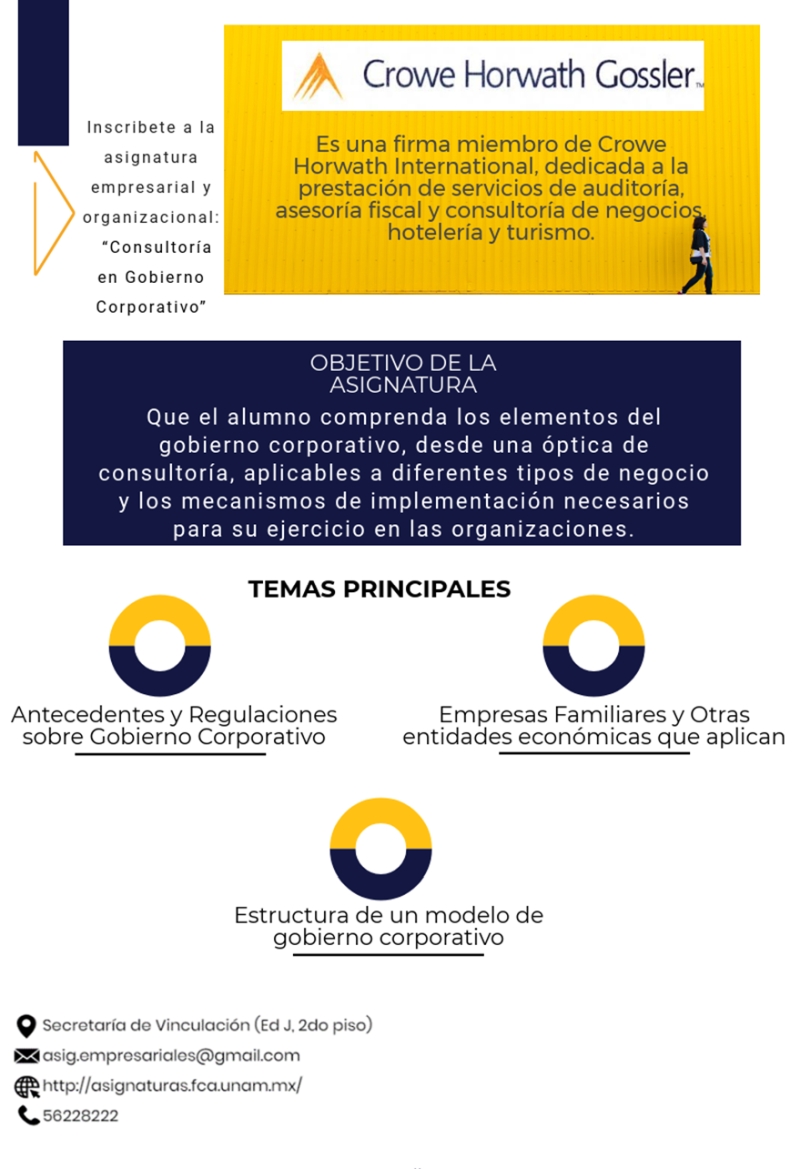 Inscribete a la
asignatura
empresarial y
organizacional:
“Consultoría
en Gobierno
Corporativo”
Crowe Horwath Gossler™
Es una firma miembro de Crowe
Horwath International, dedicada a la
prestación de servicios de auditoría,
asesoría fiscal y consultoría de negocios,
hotelería y turismo.
OBJETIVO DE LA
ASIGNATURA
Que el alumno comprenda los elementos del
gobierno corporativo, desde una óptica de
consultoría, aplicables a diferentes tipos de negocio
y los mecanismos de implementación necesarios
para su ejercicio en las organizaciones.
TEMAS PRINCIPALES
Antecedentes y Regulaciones
sobre Gobierno Corporativo
Empresas Familiares y Otras
entidades económicas que aplican
Estructura de un modelo de
gobierno corporativo
Secretaría de Vinculación (Ed J, 2do piso)
asig.empresariales@gmail.com
http://asignaturas.fca.unam.mx/
56228222